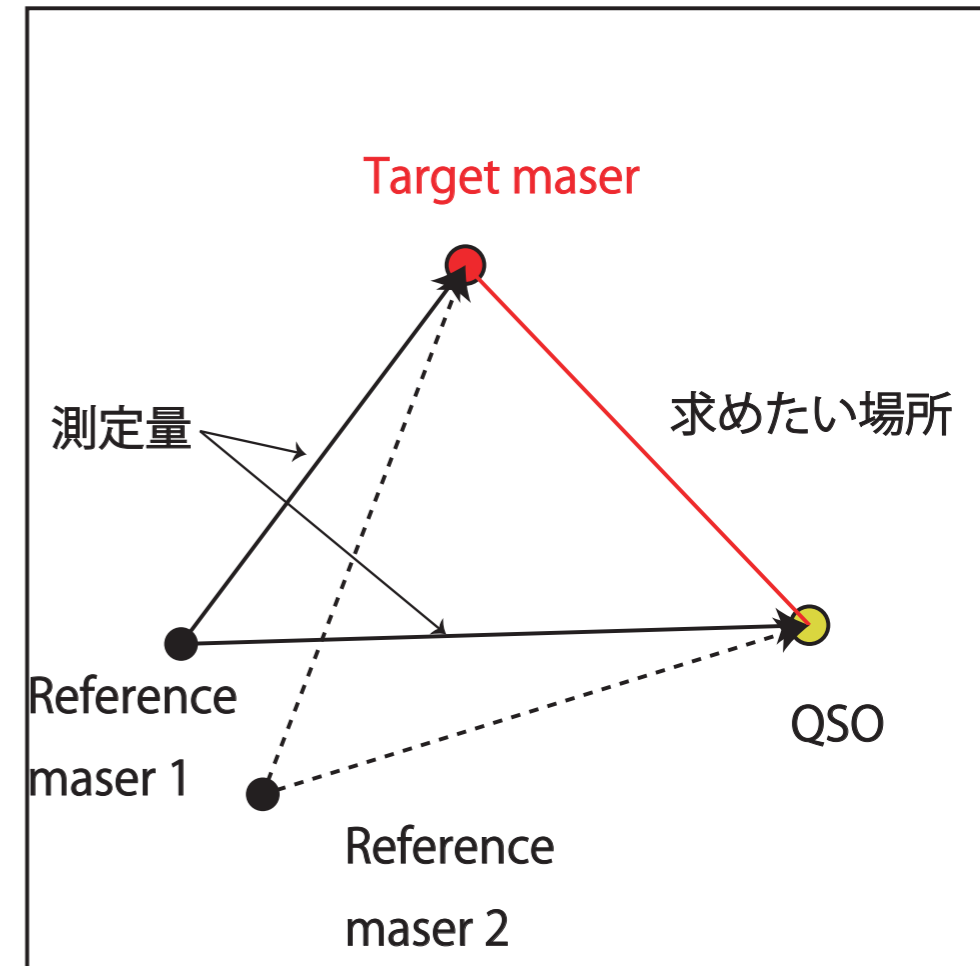 Target maser
測定量
求めたい場所
Reference
maser 1
QSO
Reference
maser 2